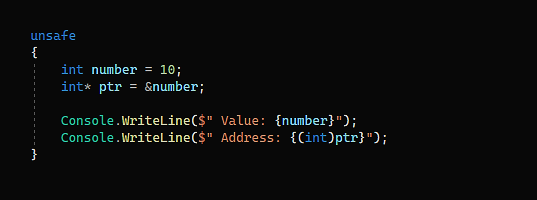 unsafe
{
    int number = 10;
    int* ptr = &number;

    Console.WriteLine($" Value: {number}");
    Console.WriteLine($" Address: {(int)ptr}");
}